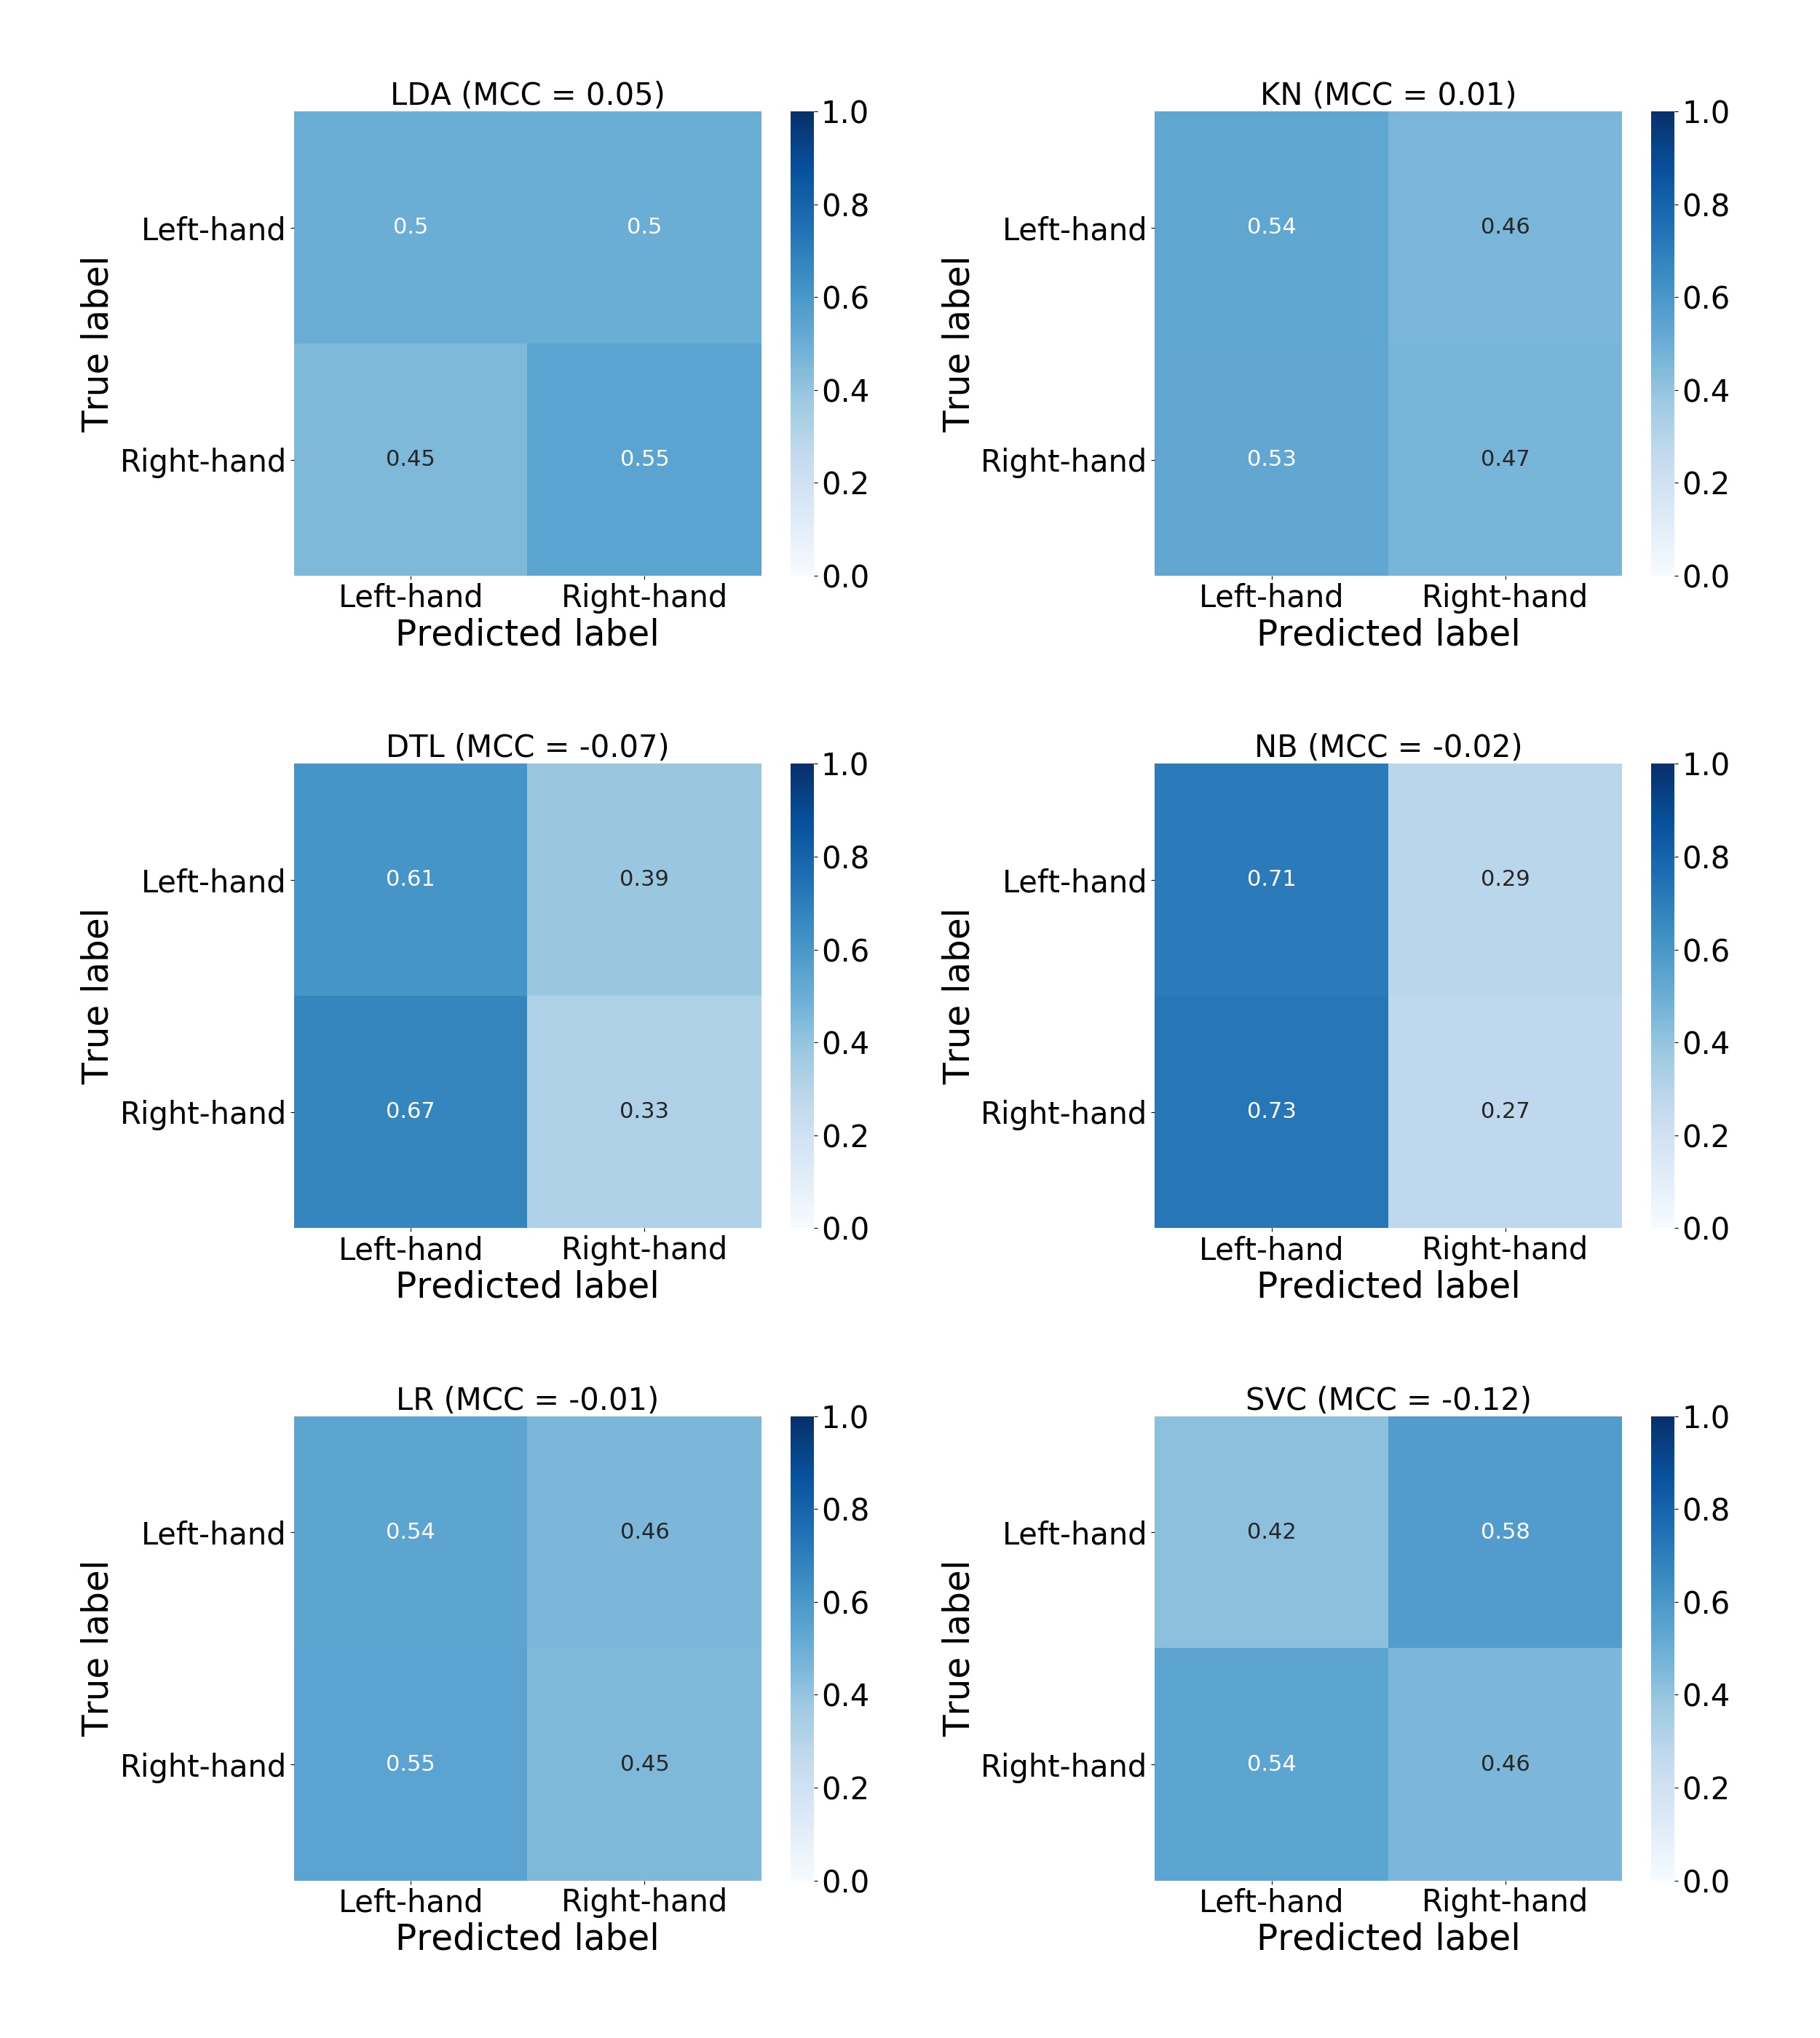 LDA (MCC = 0.05)
1.0
0.8
0.6
0.4
0.2
0.0
True label
Left-hand
Right-hand
0.5 0.5
0.45 0.55
Left-hand Right-hand
Predicted label
KN (MCC = 0.01)
1.0
0.8
0.6
0.4
0.2
0.0
True label
Left-hand
Right-hand
0.54 0.46
0.53 0.47
Left-hand Right-hand
Predicted label
DTL (MCC = -0.07)
1.0
0.8
0.6
0.4
0.2
0.0
True label
Left-hand
Right-hand
0.61 0.39
0.67 0.33
Left-hand Right-hand
Predicted label
NB (MCC = -0.02)
1.0
0.8
0.6
0.4
0.2
0.0
True label
Left-hand
Right-hand
0.71 0.29
0.73 0.27
Left-hand Right-hand
Predicted label
LR (MCC = -0.01)
1.0
0.8
0.6
0.4
0.2
0.0
True label
Left-hand
Right-hand
0.54 0.46
0.55 0.45
Left-hand Right-hand
Predicted label
SVC (MCC = -0.12)
1.0
0.8
0.6
0.4
0.2
0.0
True label
Left-hand
Right-hand
0.42 0.58
0.54 0.46
Left-hand Right-hand
Predicted label